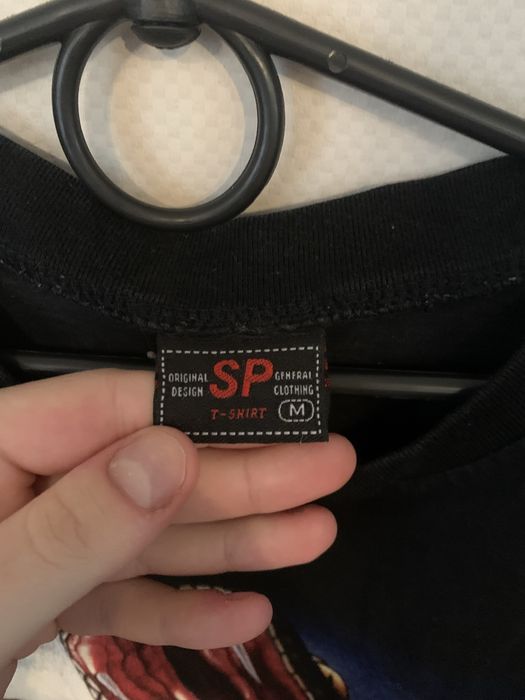 ORIGINAL DESIGN
SP
GENERAL CLOTHING
T-SHIRT
M